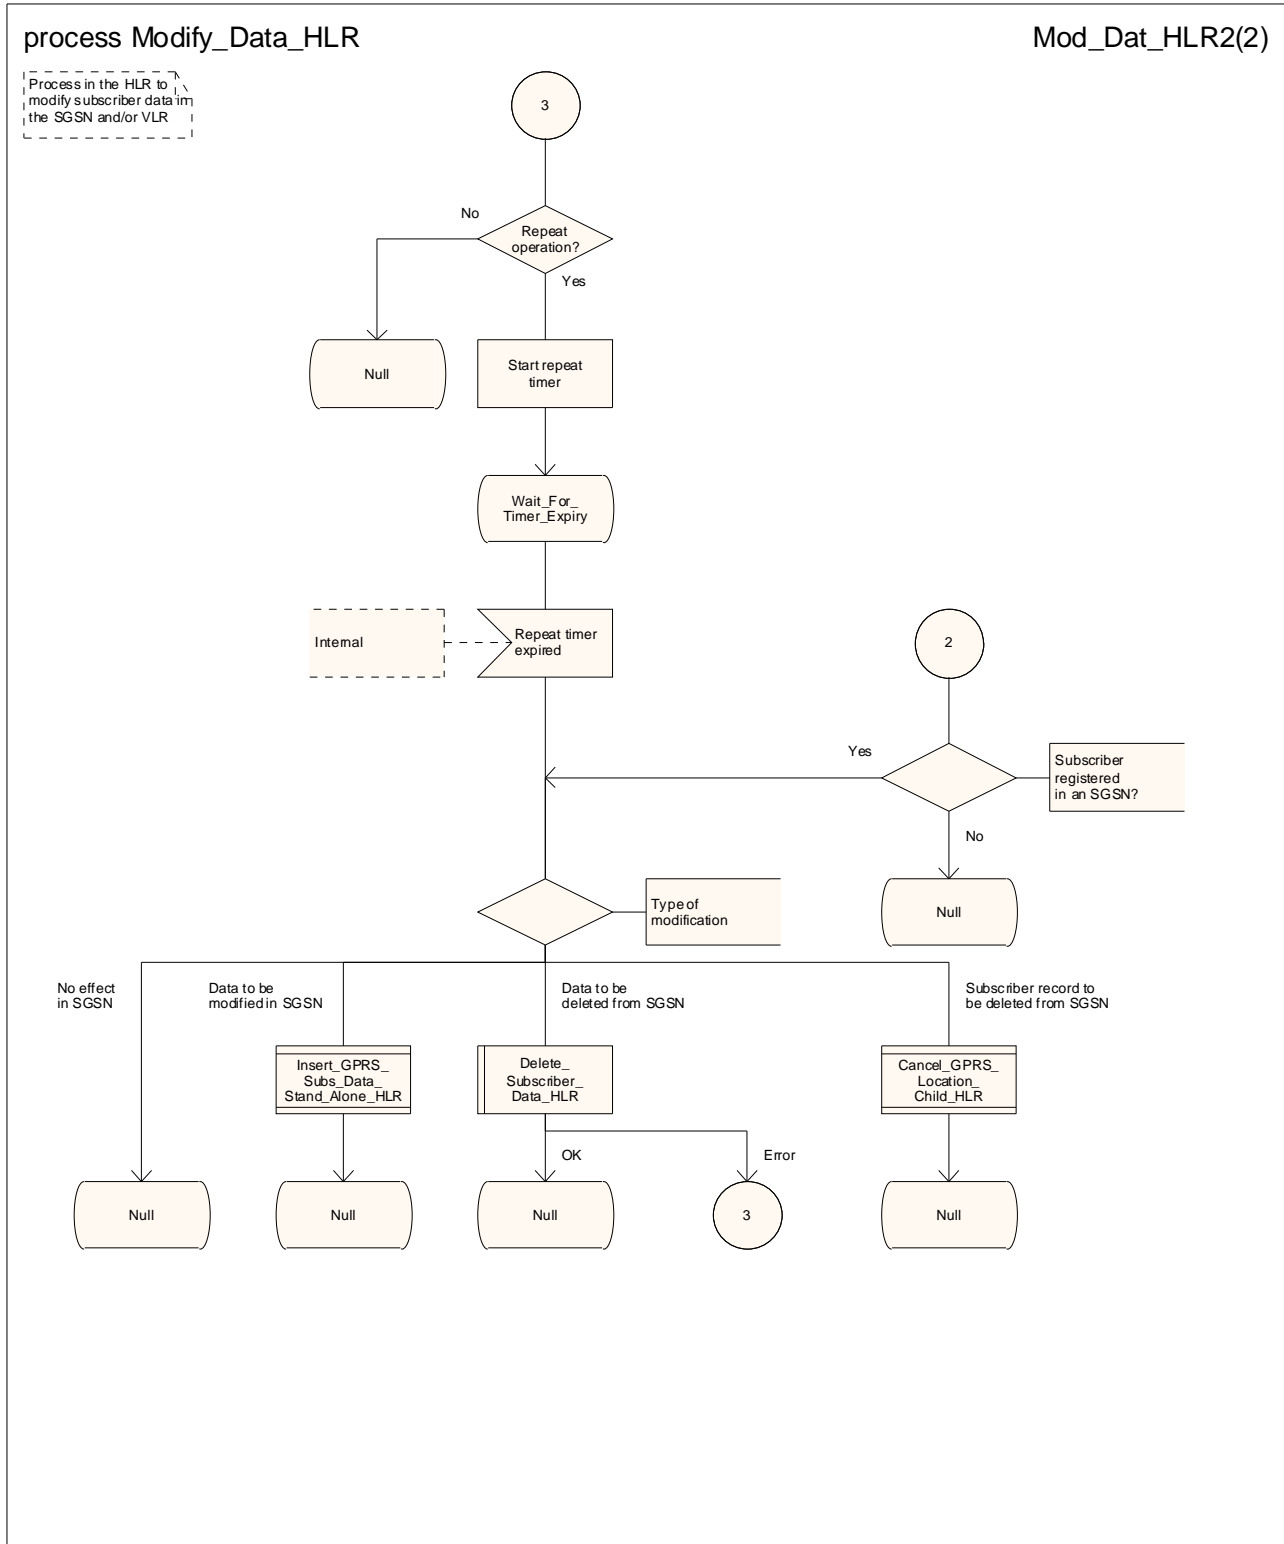 process Modify_Data_HLR
Mod_Dat_HLR2(2)
Process in the HLR to
modify subscriber data in
the SGSN and/or VLR
3
No
Repeat
operation?
Yes
Null
Start repeat
timer
Wait_For_
Timer_Expiry
Internal
Repeat timer
expired
2
Yes
Subscriber
registered
in an SGSN?
No
Type of
modification
Null
No effect
in SGSN
Data to be
modified in SGSN
Data to be
deleted from SGSN
Subscriber record to
be deleted from SGSN
Insert_GPRS_
Subs_Data_
Stand_Alone_HLR
Delete_
Subscriber_
Data_HLR
Cancel_GPRS_
Location_
Child_HLR
OK
Error
Null
Null
Null
3
Null